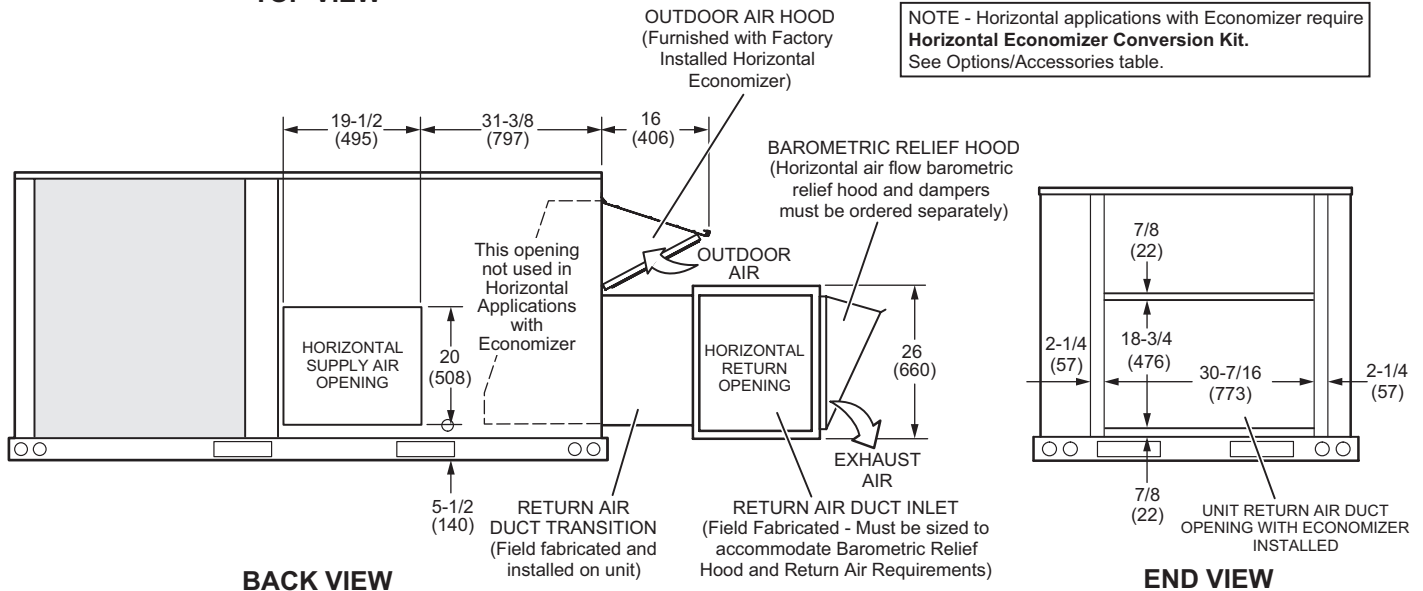 TOP VIEW
OUTDOOR AIR HOOD
(Furnished with Factory
Installed Horizontal
Economizer)
NOTE - Horizontal applications with Economizer require
Horizontal Economizer Conversion Kit.
See Options/Accessories table.
19-1/2
(495)
31-3/8
(797)
16
(406)
BAROMETRIC RELIEF HOOD
(Horizontal air flow barometric
relief hood and dampers
must be ordered separately)
This opening
not used in
Horizontal
Applications
with
Economizer
OUTDOOR
AIR
HORIZONTAL
SUPPLY AIR
OPENING
20
(508)
HORIZONTAL
RETURN
OPENING
26
(660)
EXHAUST
AIR
5-1/2
(140)
RETURN AIR
DUCT TRANSITION
(Field fabricated and
installed on unit)
RETURN AIR DUCT INLET
(Field Fabricated - Must be sized to
accommodate Barometric Relief
Hood and Return Air Requirements)
BACK VIEW
7/8
(22)
2-1/4
(57)
18-3/4
(476)
30-7/16
(773)
2-1/4
(57)
7/8
(22)
UNIT RETURN AIR DUCT
OPENING WITH ECONOMIZER
INSTALLED
END VIEW